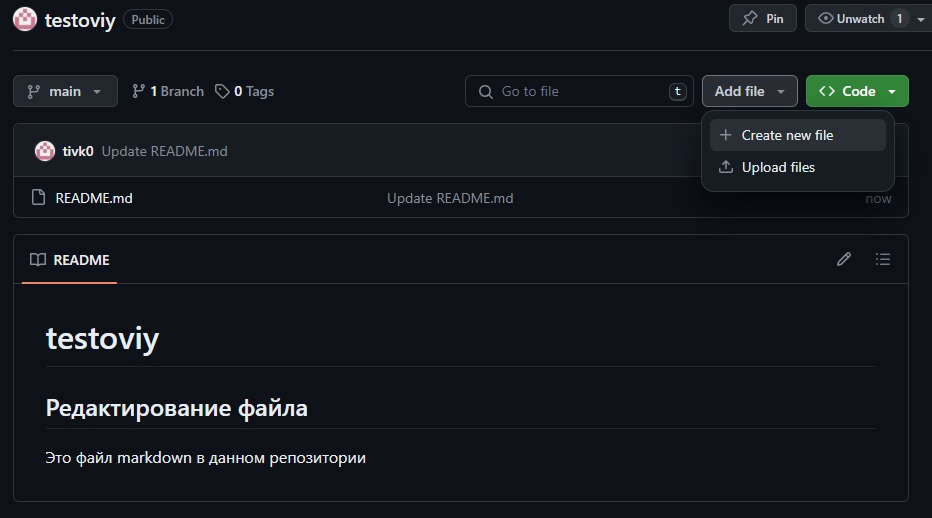 testoviy Public Pin Unwatch 1
main 1 Branch 0 Tags Go to file t Add file Code
Create new file
Upload files
tivk0 Update README.md
README.md Update README.md now
README
testoviy
Редактирование файла
Это файл markdown в данном репозитории